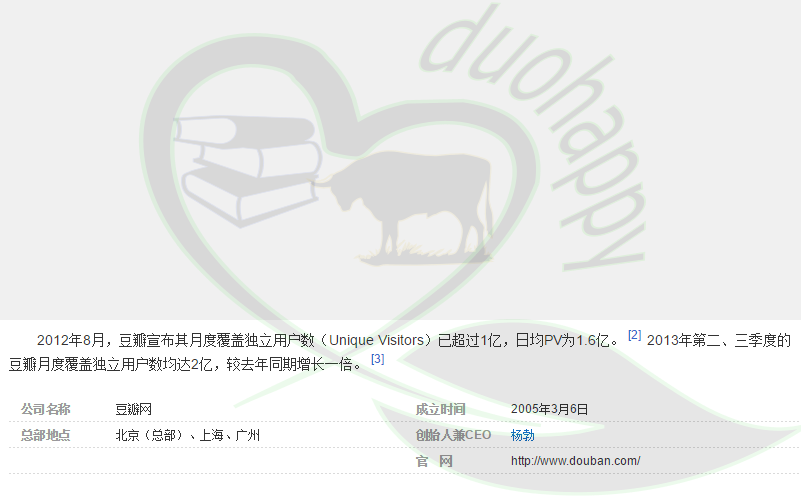 duohappy
2012年8月，豆瓣宣布其月度覆盖独立用户数（Unique Visitors）已超过1亿，日均PV为1.6亿。[2] 2013年第二、三季度的
豆瓣月度覆盖独立用户数均达2亿，较去年同期增长一倍。[3]
公司名称 豆瓣网 成立时间 2005年3月6日
总部地点 北京（总部）、上海、广州 创始人兼CEO 杨勃
官 网 http://www.douban.com/